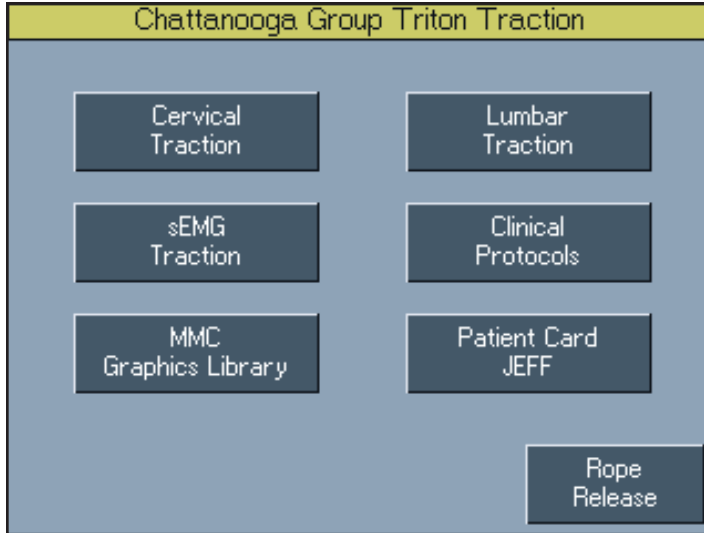 Chattanooga Group Triton Traction
Cervical
Traction
Lumbar
Traction
sEMG
Traction
Clinical
Protocols
MMC
Graphics Library
Patient Card
JEFF
Rope
Release